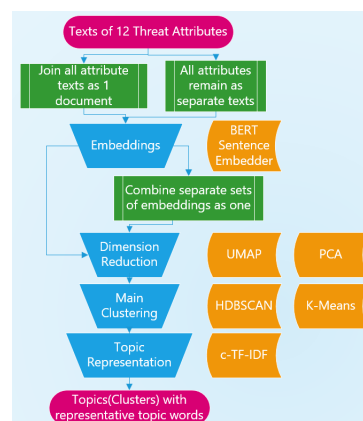 Texts of 12 Threat Attributes
Join all attribute
texts as 1
document
All attributes
remain as
separate texts
Embeddings
BERT
Sentence
Embedder
Combine separate sets
of embeddings as one
Dimension
Reduction
UMAP
PCA
Main
Clustering
HDBSCAN
K-Means
Topic
Representation
c-TF-IDF
Topics(Clusters) with
representative topic words